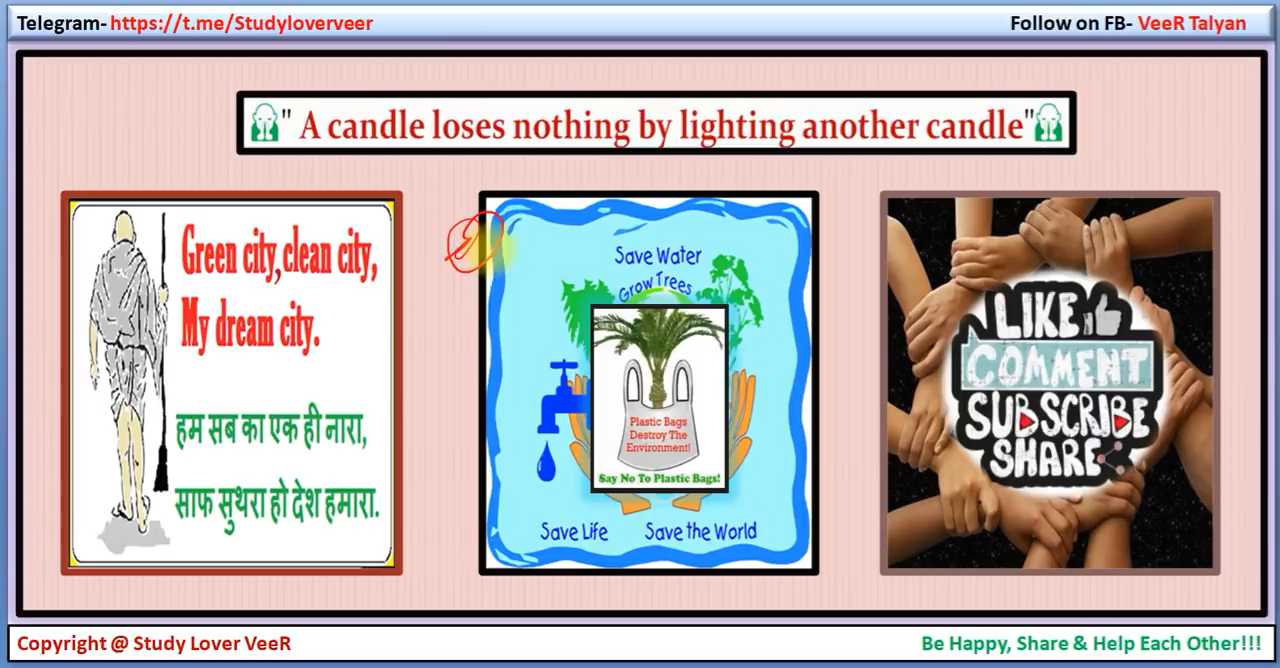 Telegram- https://t.me/Studyloverveer
Follow on FB- VeeR Talyan
" A candle loses nothing by lighting another candle"
Green city,clean city,
My dream city.
हम सब का एक ही नारा,
साफ सुथरा हो देश हमारा.
Save Water
Grow Trees
Plastic Bags
Destroy The
Environment!
Say No To Plastic Bags!
Save Life
Save the World
LIKE
COMMENT
SUBSCRIBE
SHARE
Copyright @ Study Lover VeeR
Be Happy, Share & Help Each Other!!!